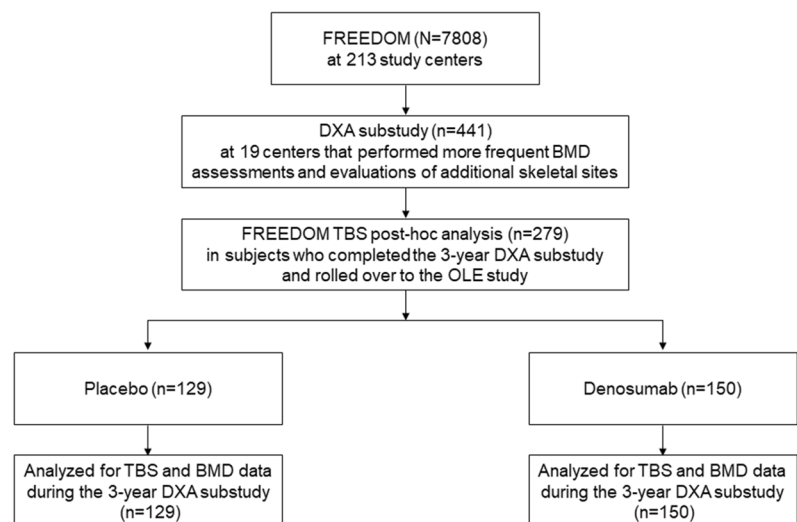 FREEDOM (N=7808)
at 213 study centers
DXA substudy (n=441)
at 19 centers that performed more frequent BMD
assessments and evaluations of additional skeletal sites
FREEDOM TBS post-hoc analysis (n=279)
in subjects who completed the 3-year DXA substudy
and rolled over to the OLE study
Placebo (n=129)
Denosumab (n=150)
Analyzed for TBS and BMD data
during the 3-year DXA substudy
(n=129)
Analyzed for TBS and BMD data
during the 3-year DXA substudy
(n=150)